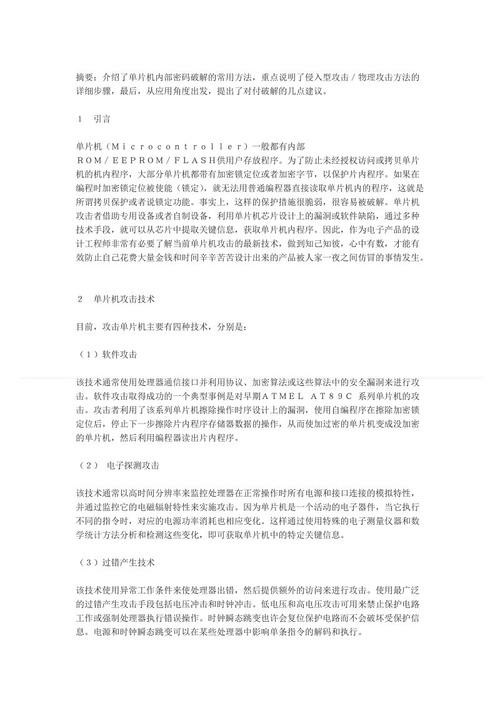 摘要：介绍了单片机内部密码破解的常用方法，重点说明了侵入型攻击/物理攻击方法的
详细步骤，最后，从应用角度出发，提出了对付破解的几点建议。
１　引言
单片机（Ｍｉｃｒｏｃｏｎｔｒｏｌｌｅｒ）一般都有内部
ＲＯＭ/ＥＥＰＲＯＭ/ＦＬＡＳＨ供用户存放程序。为了防止未经授权访问或拷贝单片
机的机内程序，大部分单片机都带有加密锁定位或者加密字节，以保护片内程序。如果在
编程时加密锁定位被使能（锁定），就无法用普通编程器直接读取单片机内的程序，这就是
所谓拷贝保护或者说锁定功能。事实上，这样的保护措施很脆弱，很容易被破解。单片机
攻击者借助专用设备或者自制设备，利用单片机芯片设计上的漏洞或软件缺陷，通过多种
技术手段，就可以从芯片中提取关键信息，获取单片机内程序。因此，作为电子产品的设
计工程师非常有必要了解当前单片机攻击的最新技术，做到知己知彼，心中有数，才能有
效防止自己花费大量金钱和时间辛辛苦苦设计出来的产品被人家一夜之间仿冒的事情发生。
２　单片机攻击技术
目前，攻击单片机主要有四种技术，分别是：
（１）软件攻击
该技术通常使用处理器通信接口并利用协议、加密算法或这些算法中的安全漏洞来进行攻
击。软件攻击取得成功的一个典型事例是对早期ＡＴＭＥＬ ＡＴ８９Ｃ 系列单片机的攻
击。攻击者利用了该系列单片机擦除操作时序设计上的漏洞，使用自编程序在擦除加密锁
定位后，停止下一步擦除片内程序存储器数据的操作，从而使加过密的单片机变成没加密
的单片机，然后利用编程器读出片内程序。
（２） 电子探测攻击
该技术通常以高时间分辨率来监控处理器在正常操作时所有电源和接口连接的模拟特性，
并通过监控它的电磁辐射特性来实施攻击。因为单片机是一个活动的电子器件，当它执行
不同的指令时，对应的电源功率消耗也相应变化。这样通过使用特殊的电子测量仪器和数
学统计方法分析和检测这些变化，即可获取单片机中的特定关键信息。
（３）过错产生技术
该技术使用异常工作条件来使处理器出错，然后提供额外的访问来进行攻击。使用最广泛
的过错产生攻击手段包括电压冲击和时钟冲击。低电压和高电压攻击可用来禁止保护电路
工作或强制处理器执行错误操作。时钟瞬态跳变也许会复位保护电路而不会破坏受保护信
息。电源和时钟瞬态跳变可以在某些处理器中影响单条指令的解码和执行。